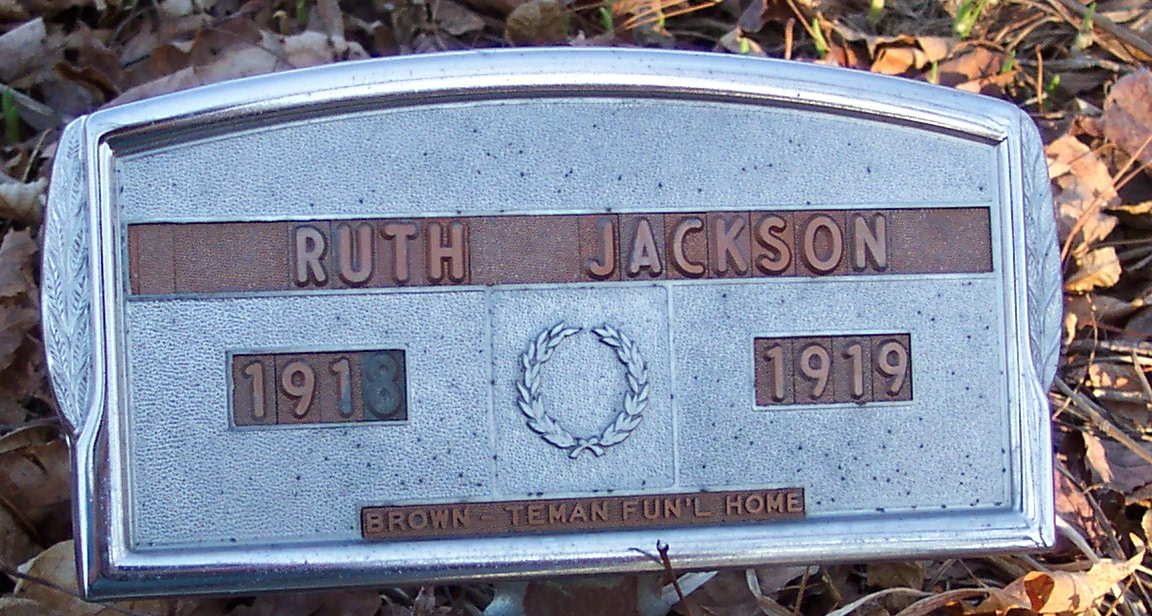 RUTH JACKSON
1918 1919
BROWN - TEMAN FUN'L HOME